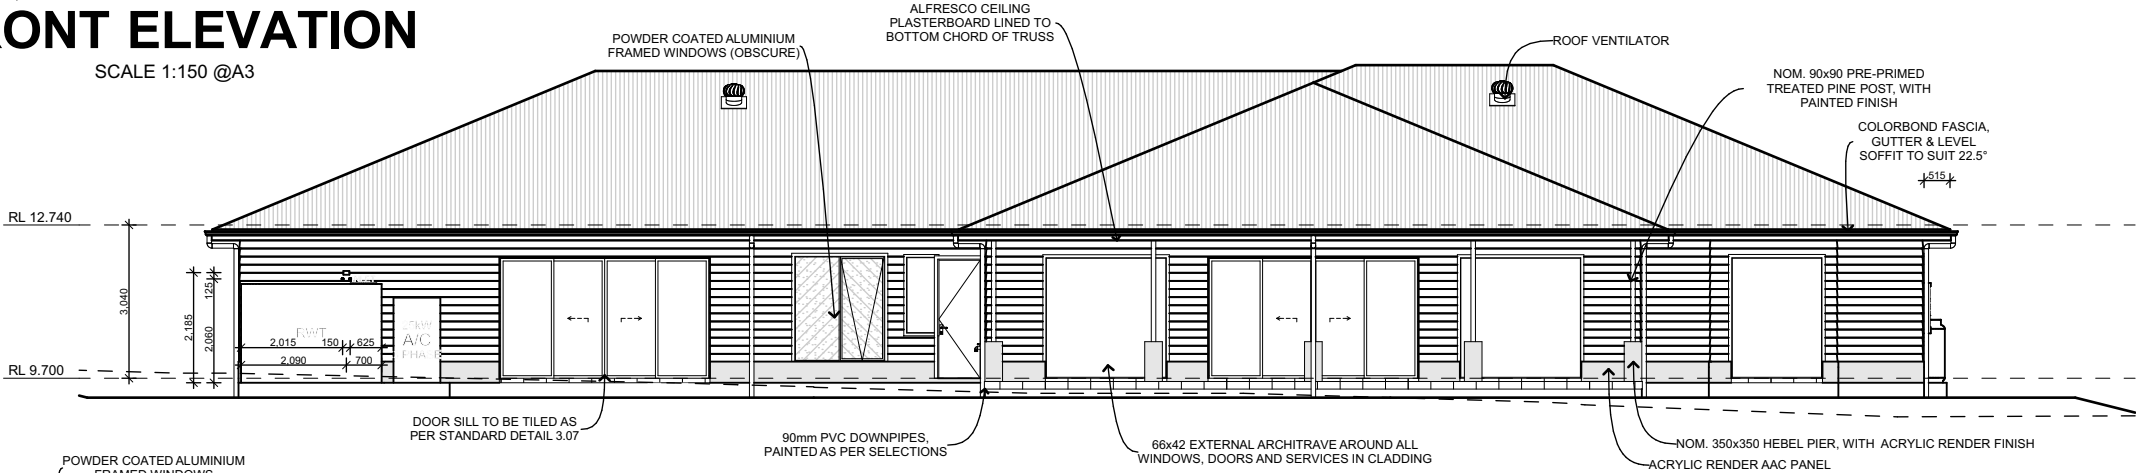 RONT ELEVATION
SCALE 1:150 @A3
POWDER COATED ALUMINIUM
FRAMED WINDOWS (OBSCURE)
ALFRESCO CEILING
PLASTERBOARD LINED TO
BOTTOM CHORD OF TRUSS
ROOF VENTILATOR
NOM. 90x90 PRE-PRIMED
TREATED PINE POST, WITH
PAINTED FINISH
COLORBOND FASCIA,
GUTTER & LEVEL
SOFFIT TO SUIT 22.5°
515
RL 12.740
3,040
2,185
125
2,060
RWT
2,015 150 625
2,090 700
A/C
RL 9.700
DOOR SILL TO BE TILED AS
PER STANDARD DETAIL 3.07
90mm PVC DOWNPIPES,
PAINTED AS PER SELECTIONS
66x42 EXTERNAL ARCHITRAVE AROUND ALL
WINDOWS, DOORS AND SERVICES IN CLADDING
NOM. 350x350 HEBEL PIER, WITH ACRYLIC RENDER FINISH
ACRYLIC RENDER AAC PANEL
POWDER COATED ALUMINIUM
FRAMED WINDOWS